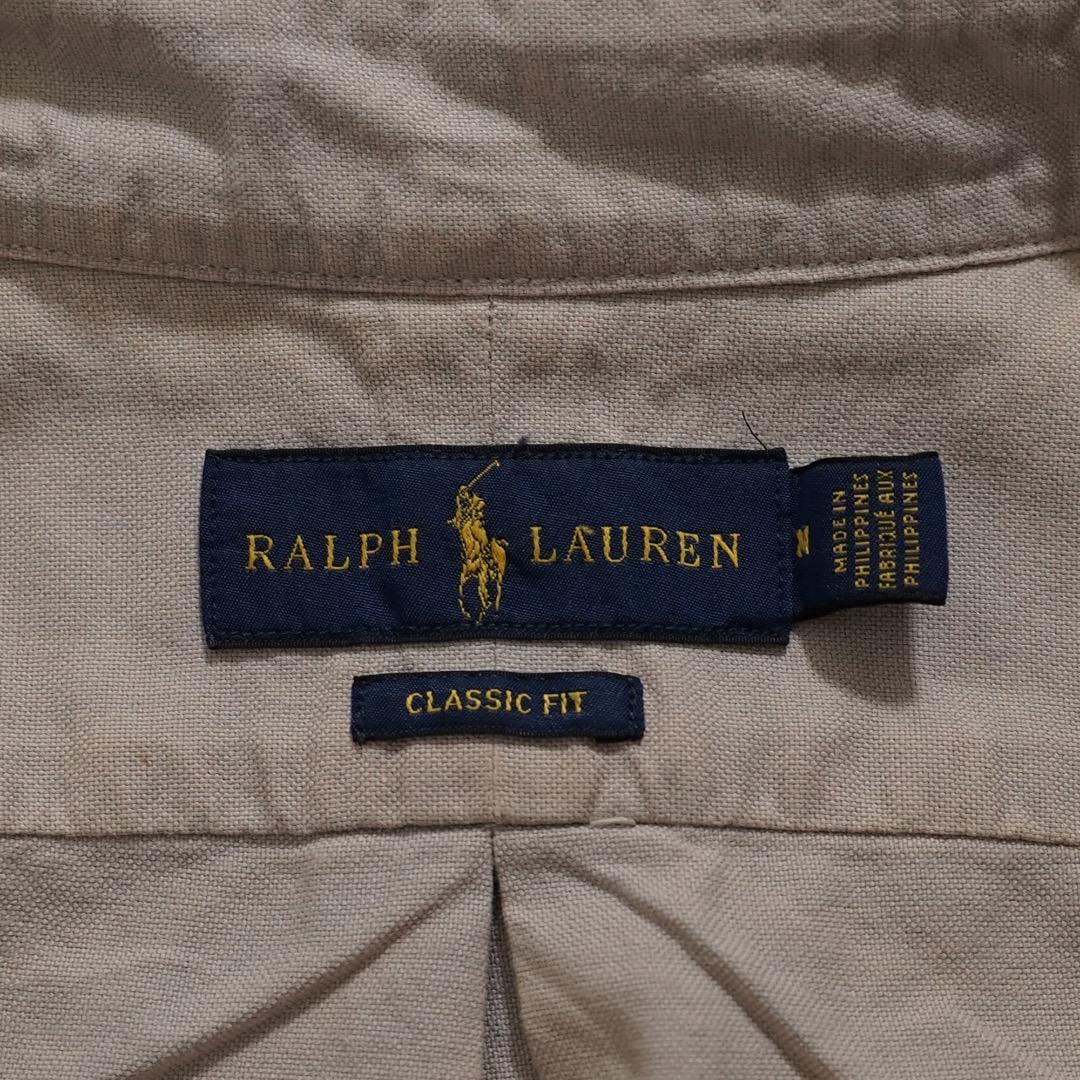 RALPH LAUREN
CLASSIC FIT
MADE IN
PHILIPPINES
FABRIQUÉ AUX
PHILIPPINES